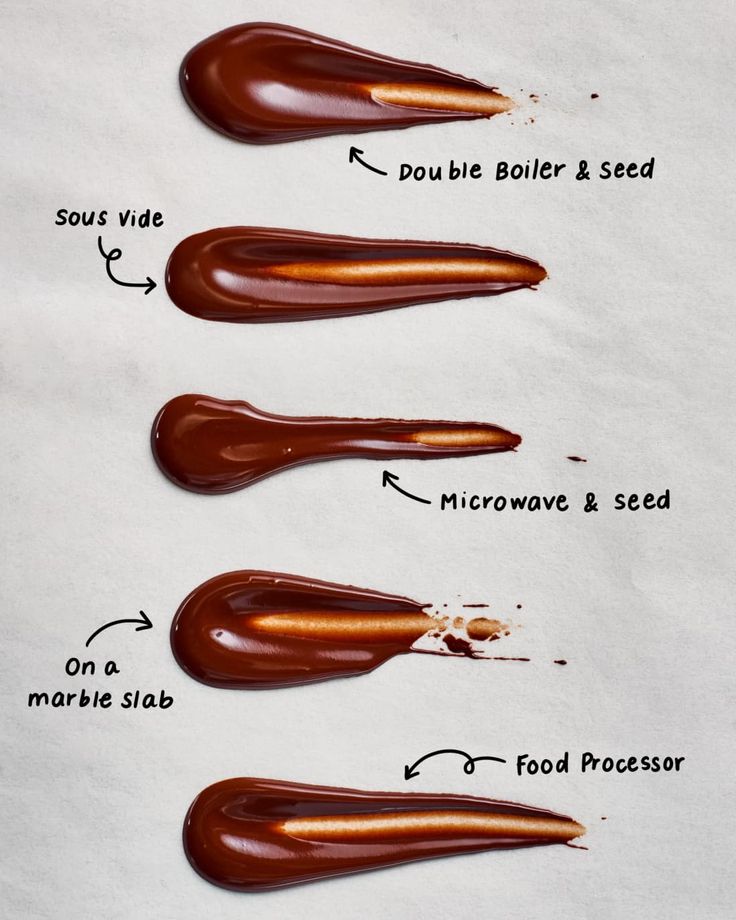 Double Boiler & seed
sous vide
Microwave & seed
On a
marble slab
Food Processor